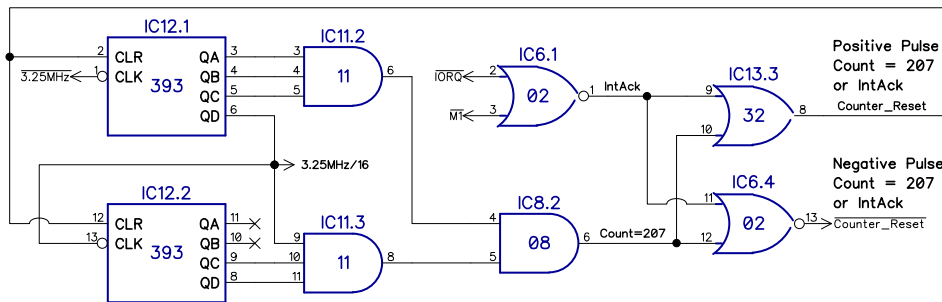 IC12.1
2 CLR QA 3
3.25MHz 1 CLK QB 4
393 QC 5
QD 6
IC11.2
3
4 11 6
5
IC6.1
2 IORQ
02 1 IntAck
3 M1
IC13.3
9
32 8 Counter_Reset
10
Positive Pulse
Count = 207
or IntAck
3.25MHz/16
IC12.2
12 CLR QA 11
13 CLK QB 10
393 QC 9
QD 8
IC11.3
9
10 11 8
11
IC8.2
4
08 6 Count=207
5
IC6.4
11
02 13 Counter_Reset
12
Negative Pulse
Count = 207
or IntAck